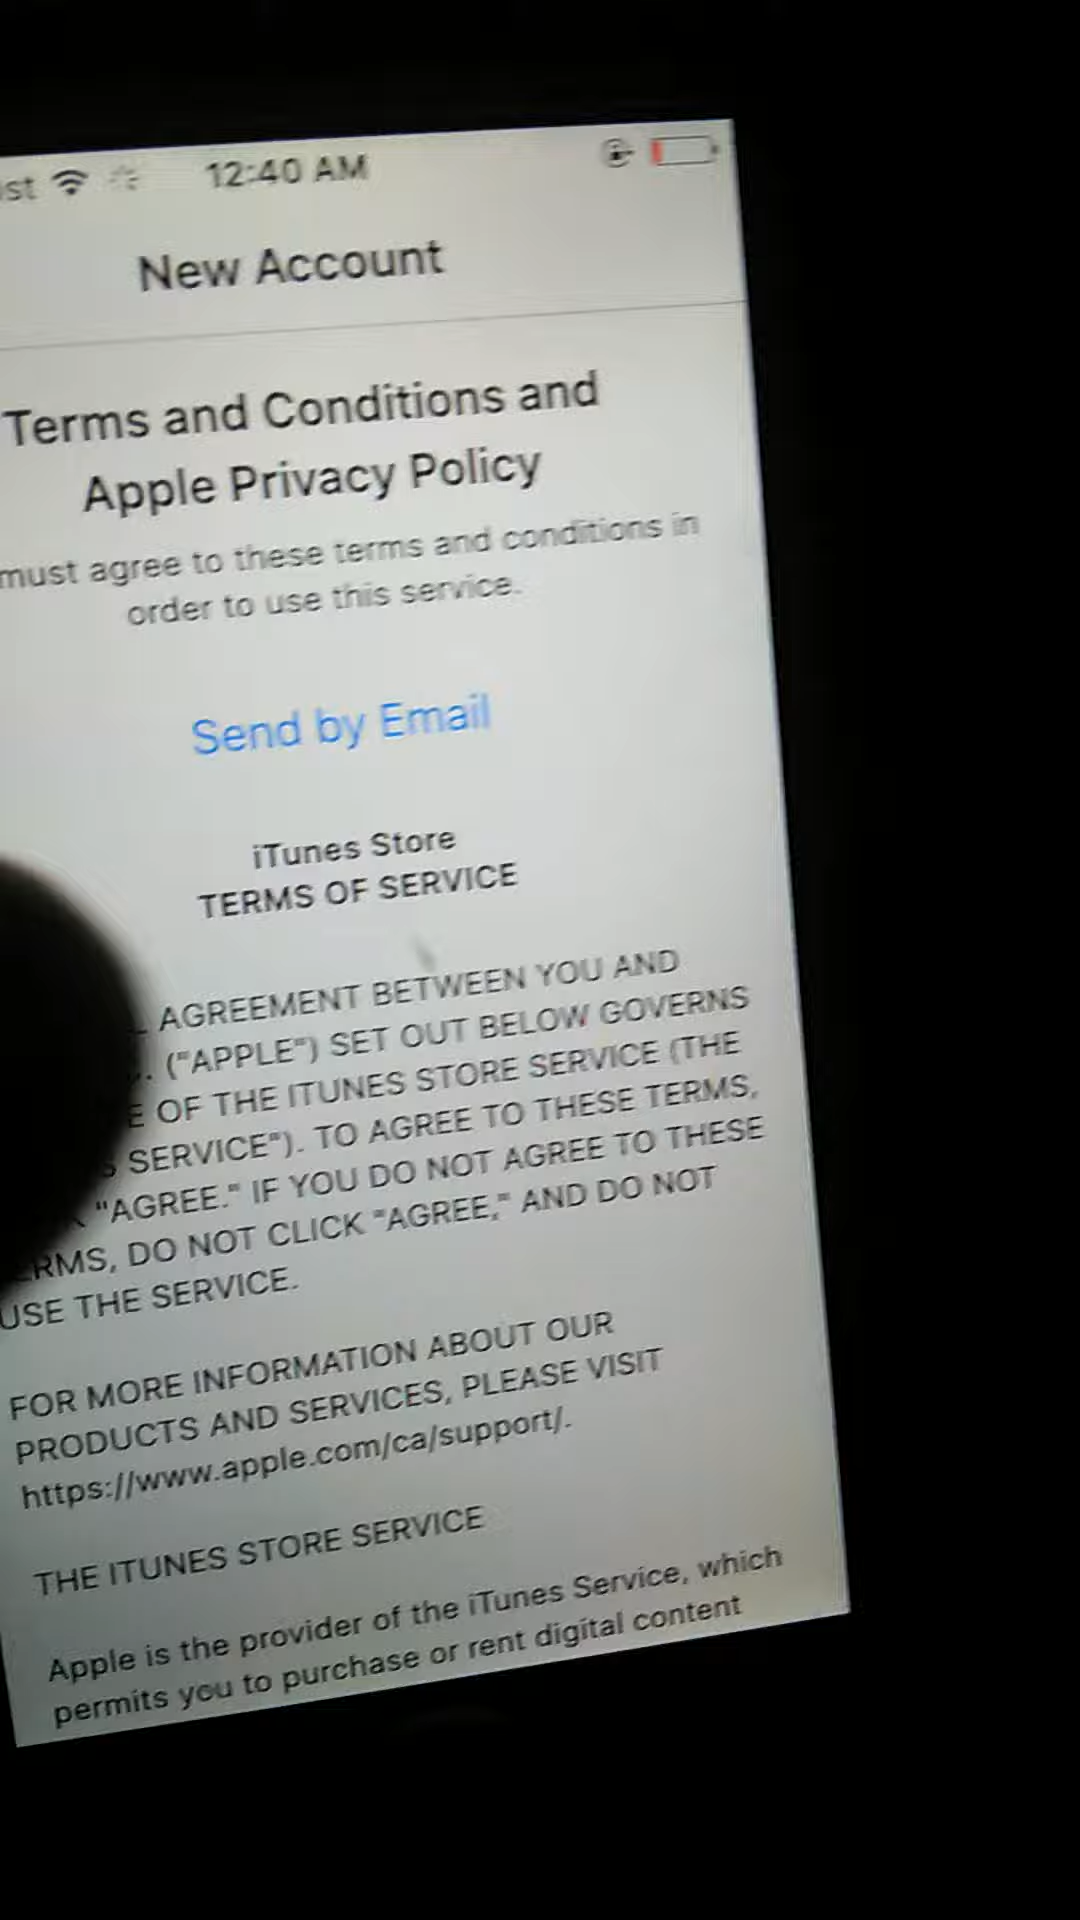 12:40 AM
New Account
Terms and Conditions and
Apple Privacy Policy
must agree to these terms and conditions in
order to use this service.
Send by Email
iTunes Store
TERMS OF SERVICE
AGREEMENT BETWEEN YOU AND
("APPLE") SET OUT BELOW GOVERNS
OF THE ITUNES STORE SERVICE (THE
SERVICE"). TO AGREE TO THESE TERMS,
"AGREE." IF YOU DO NOT AGREE TO THESE
ERMS, DO NOT CLICK "AGREE," AND DO NOT
USE THE SERVICE.
FOR MORE INFORMATION ABOUT OUR
PRODUCTS AND SERVICES, PLEASE VISIT
https://www.apple.com/ca/support/.
THE ITUNES STORE SERVICE
Apple is the provider of the iTunes Service, which
permits you to purchase or rent digital content